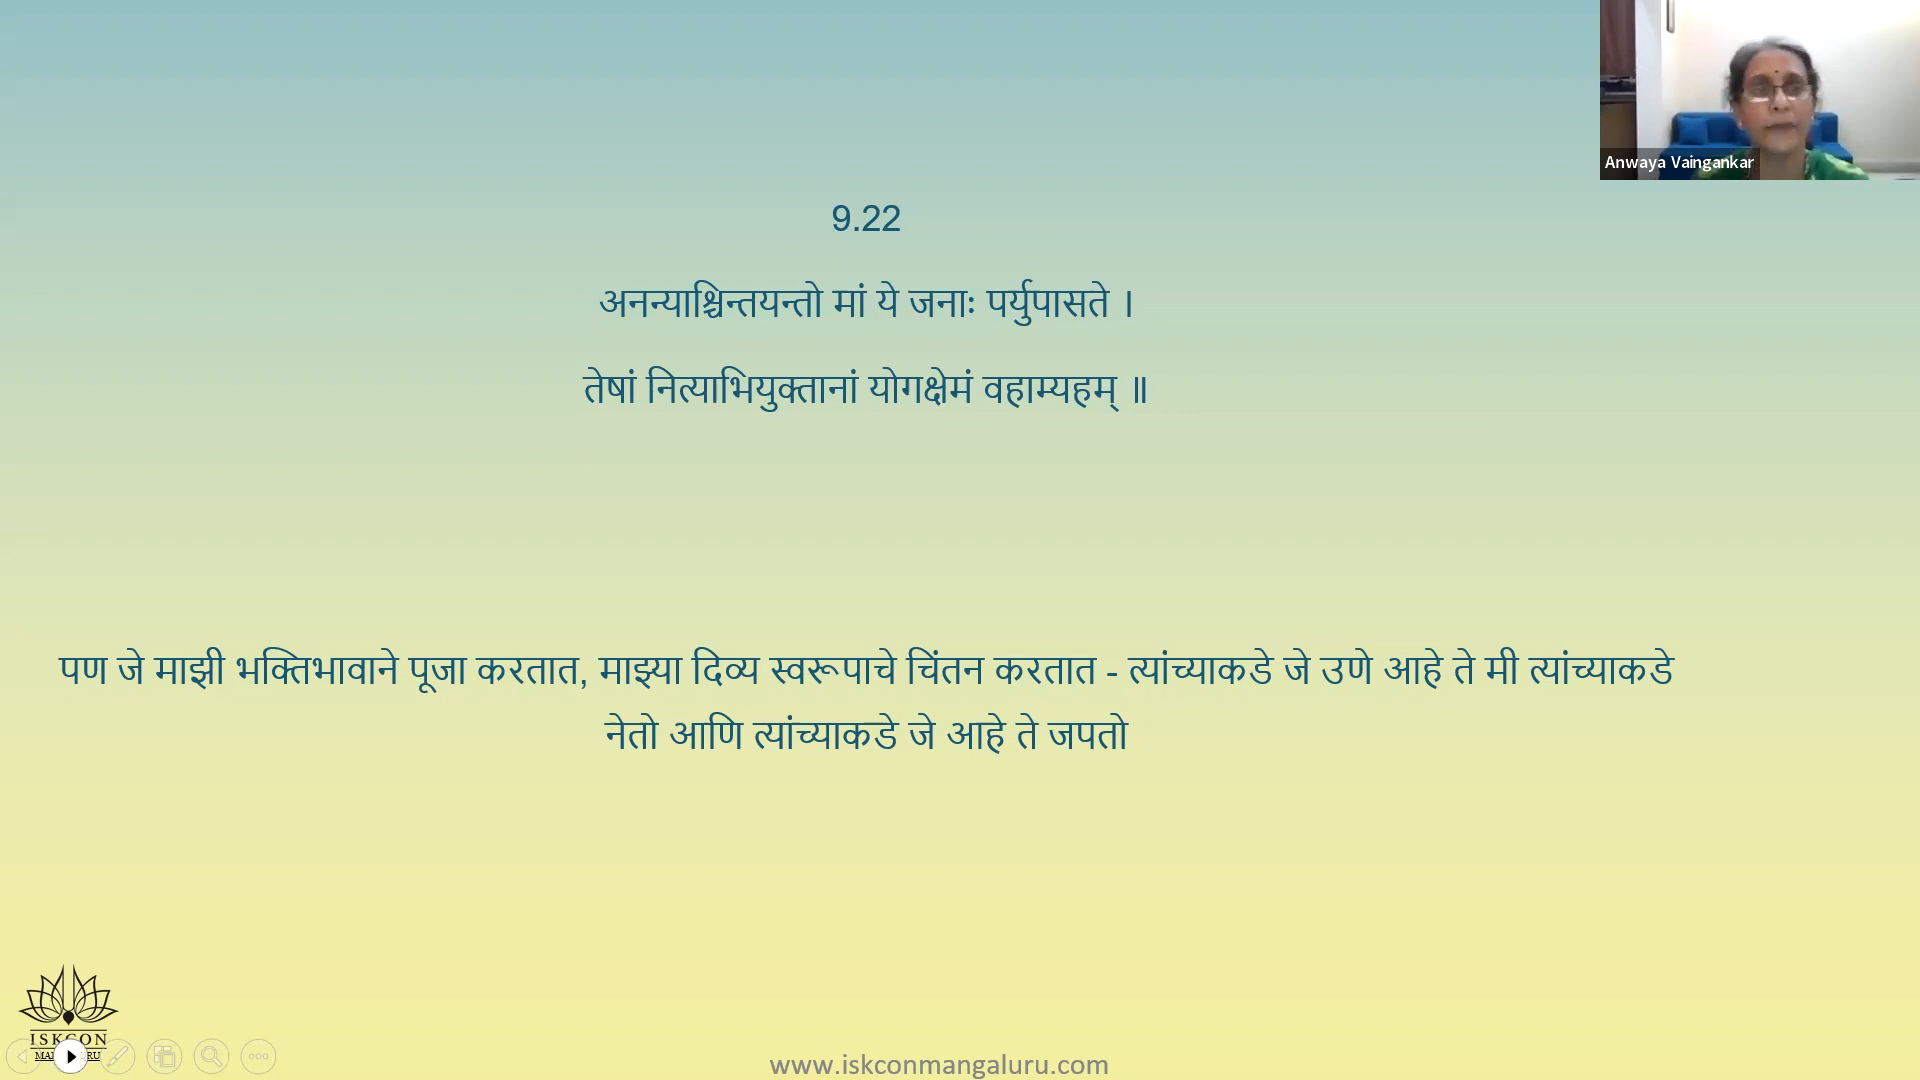 Anwaya Vaingankar
9.22
अनन्याश्चिन्तयन्तो मां ये जनाः पर्युपासते ।
तेषां नित्याभियुक्तानां योगक्षेमं वहाम्यहम् ॥
पण जे माझी भक्तिभावाने पूजा करतात, माझ्या दिव्य स्वरूपाचे चिंतन करतात - त्यांच्याकडे जे उणे आहे ते मी त्यांच्याकडे
नेतो आणि त्यांच्याकडे जे आहे ते जपतो
ISKCON
www.iskconmangaluru.com